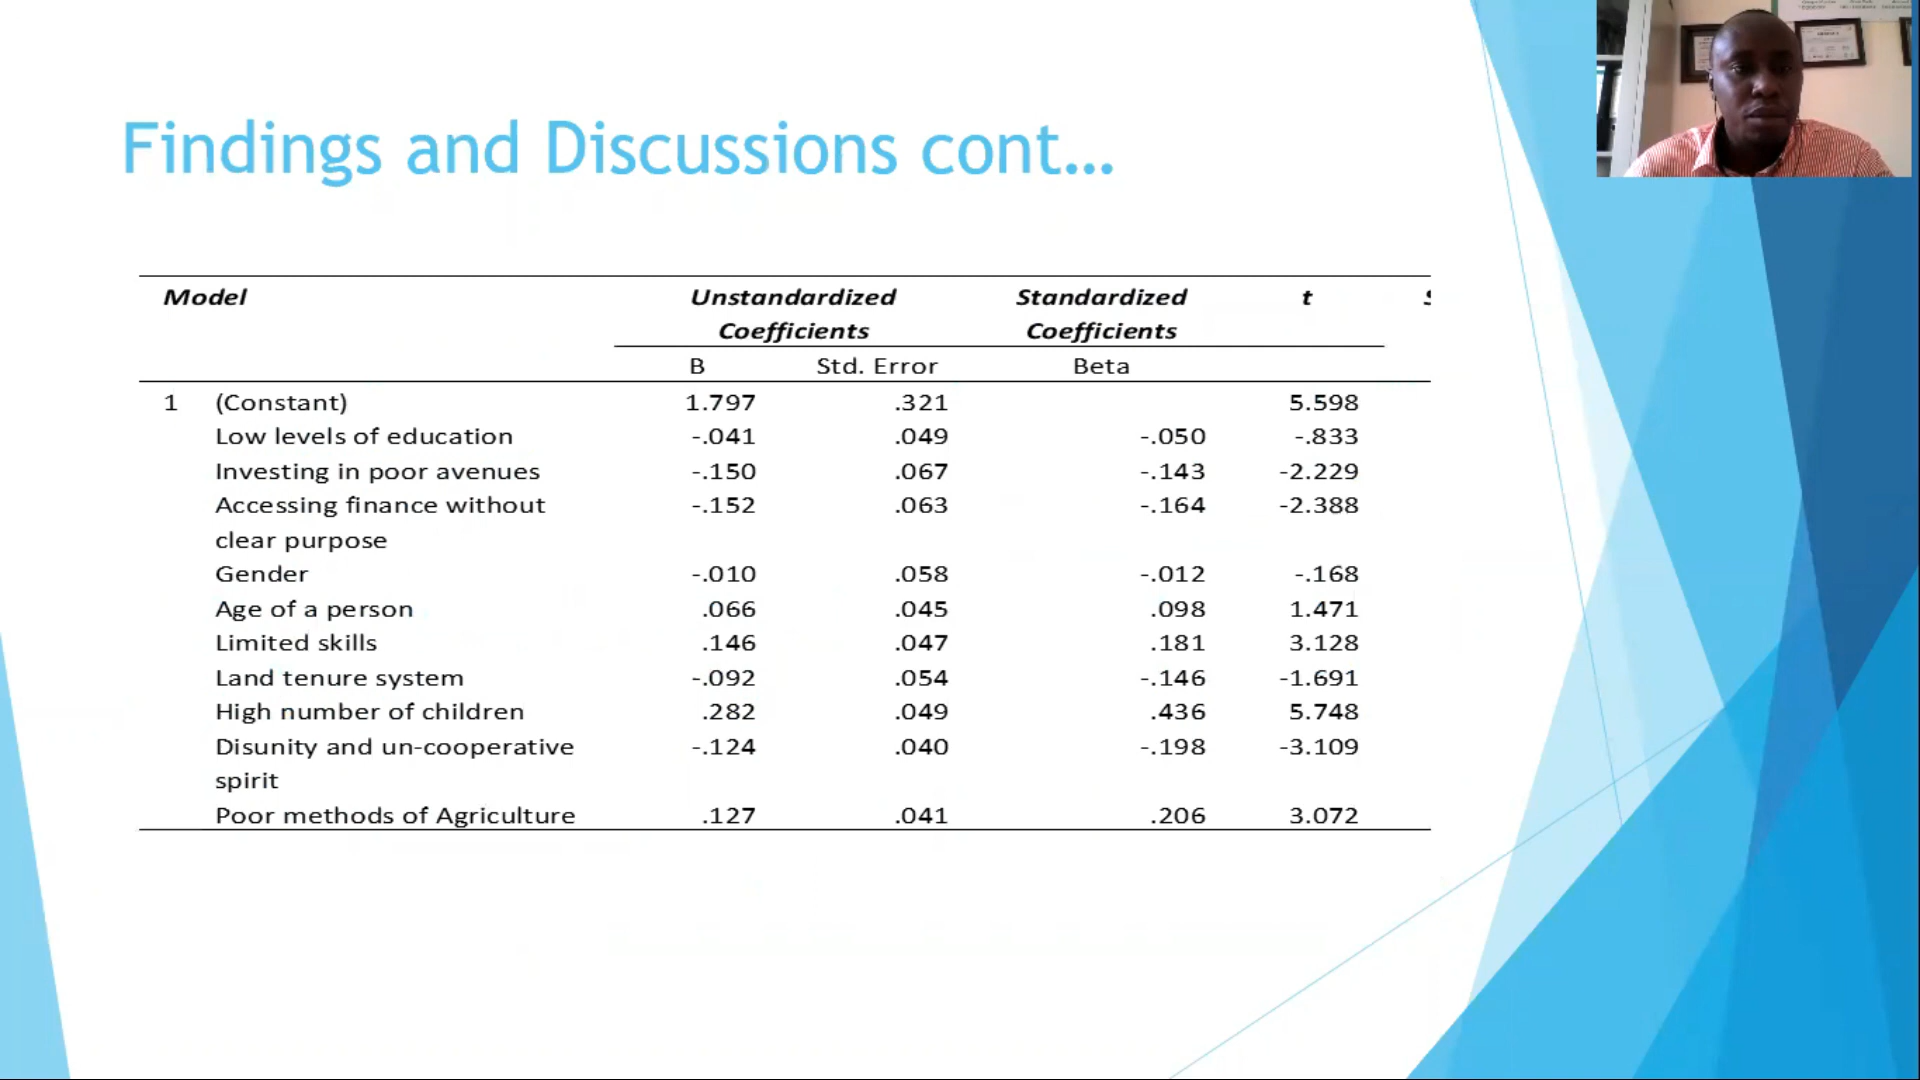 Findings and Discussions cont...
Model Unstandardized Standardized t
Coefficients Coefficients
B Std. Error Beta
1 (Constant) 1.797 .321 5.598
Low levels of education -.041 .049 -.050 -.833
Investing in poor avenues -.150 .067 -.143 -2.229
Accessing finance without -.152 .063 -.164 -2.388
clear purpose
Gender -.010 .058 -.012 -.168
Age of a person .066 .045 .098 1.471
Limited skills .146 .047 .181 3.128
Land tenure system -.092 .054 -.146 -1.691
High number of children .282 .049 .436 5.748
Disunity and un-cooperative -.124 .040 -.198 -3.109
spirit
Poor methods of Agriculture .127 .041 .206 3.072